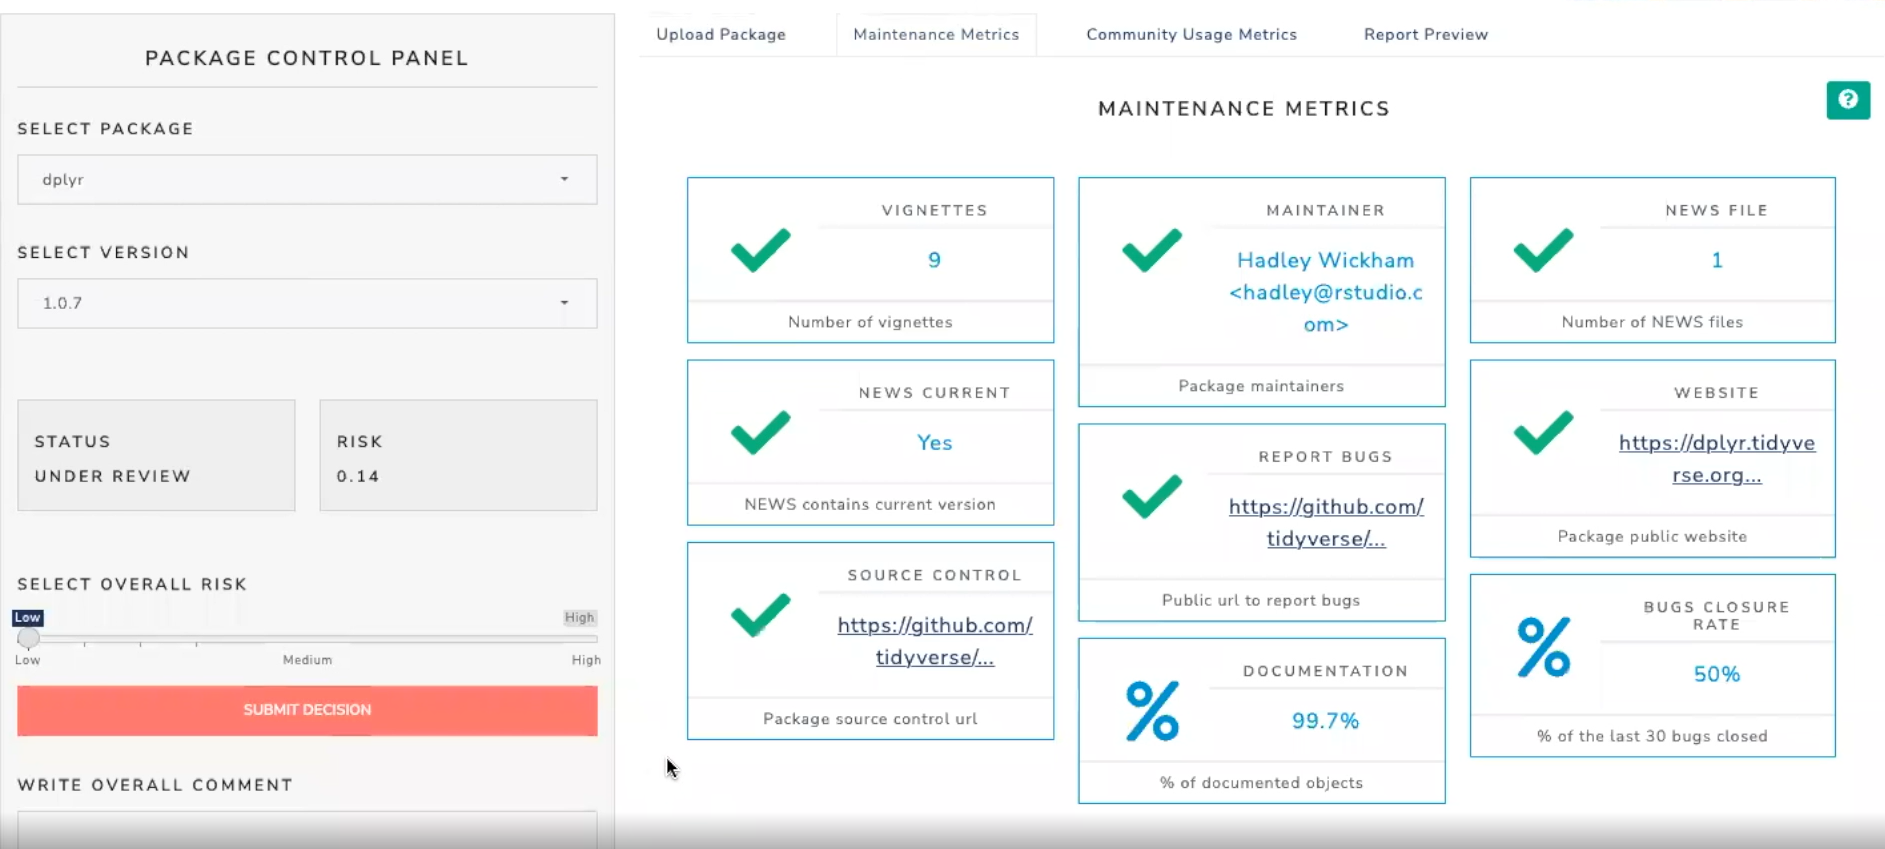 PACKAGE CONTROL PANEL
SELECT PACKAGE
dplyr
SELECT VERSION
1.0.7
STATUS
UNDER REVIEW
RISK
0.14
SELECT OVERALL RISK
Low
High
Low
Medium
High
SUBMIT DECISION
WRITE OVERALL COMMENT
Upload Package
Maintenance Metrics
Community Usage Metrics
Report Preview
MAINTENANCE METRICS
?
VIGNETTES
9
Number of vignettes
NEWS CURRENT
Yes
NEWS contains current version
SOURCE CONTROL
https://github.com/
tidyverse/...
Package source control url
MAINTAINER
Hadley Wickham
<hadley@rstudio.c
om>
Package maintainers
REPORT BUGS
https://github.com/
tidyverse/...
Public url to report bugs
%
DOCUMENTATION
99.7%
% of documented objects
NEWS FILE
1
Number of NEWS files
WEBSITE
https://dplyr.tidyve
rse.org...
Package public website
%
BUGS CLOSURE
RATE
50%
% of the last 30 bugs closed